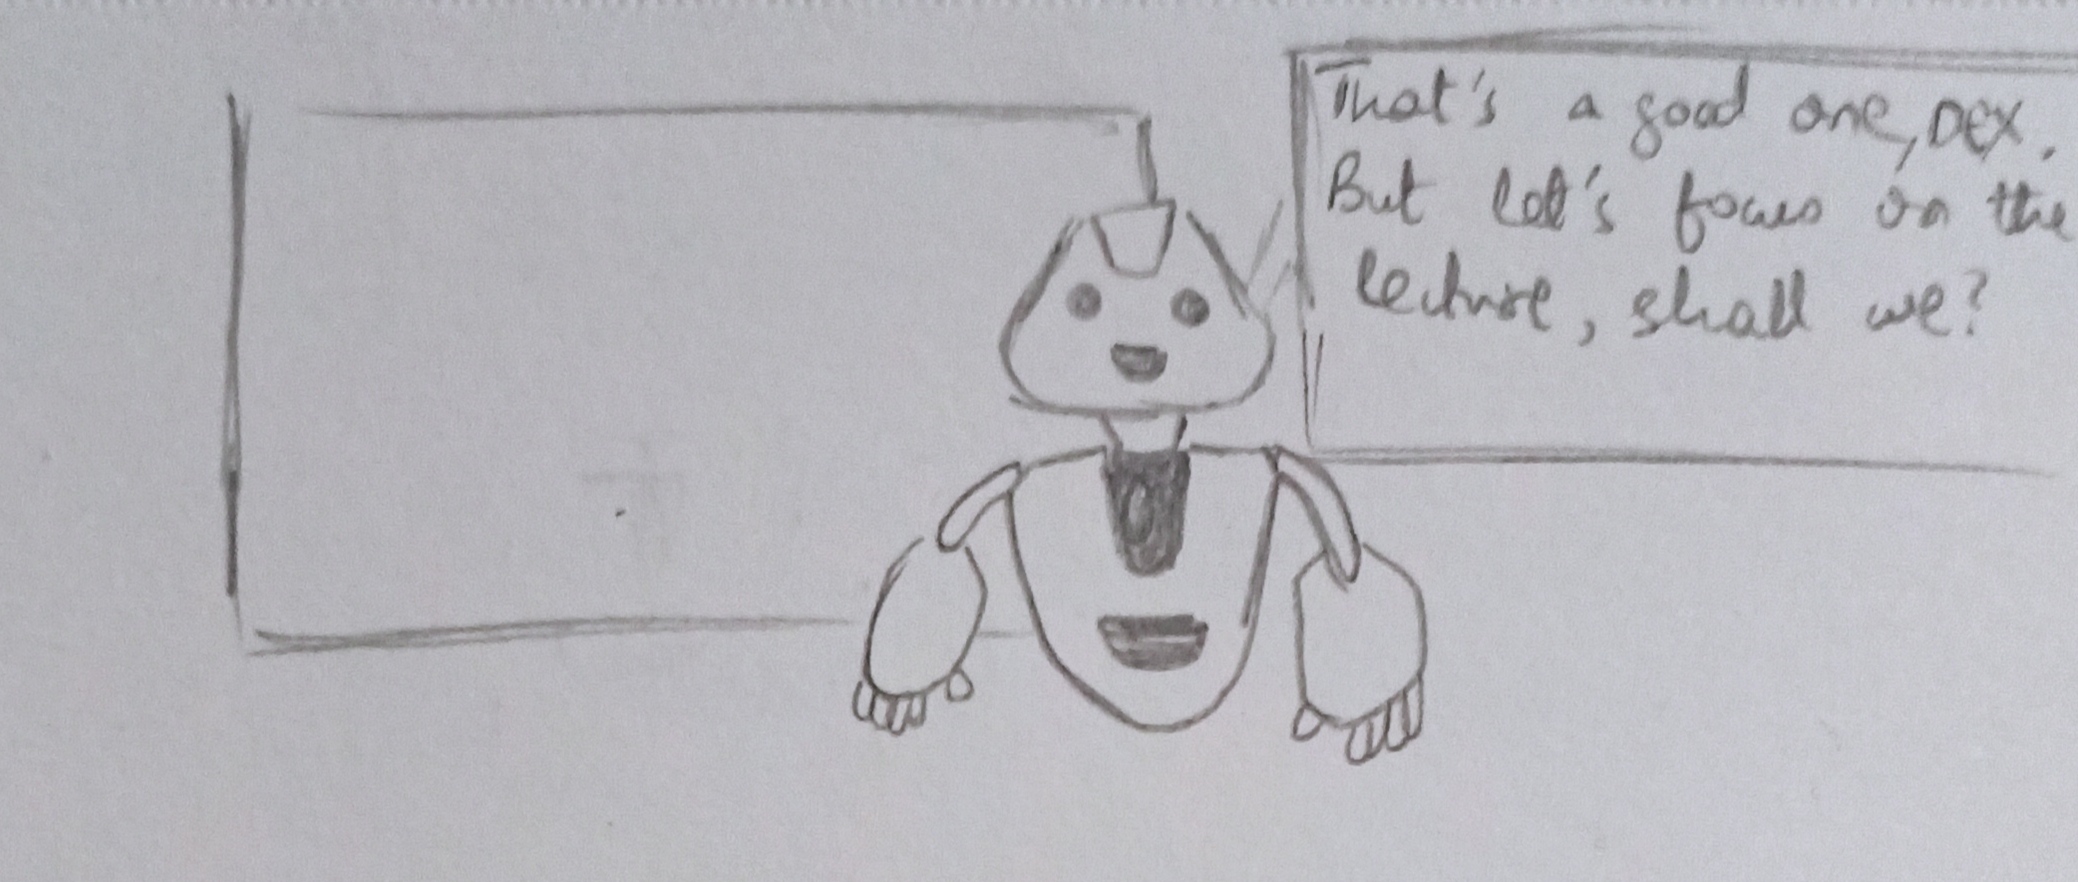 That's a good one, DEX.
But let's focus on the
lecture, shall we?